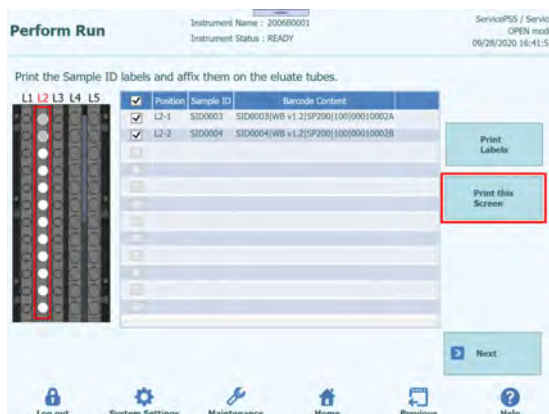 Perform Run
Instrument Name : 200680001
Instrument Status : READY
ServicePSS / Servic
OPEN mod
09/28/2020 16:41:5
Print the Sample ID labels and affix them on the eluate tubes.
L1 L2 L3 L4 L5
Position Sample ID Barcode Content
L2-1 SID0003 SID0003|WB v1.2|SP200|100|00010002A
L2-2 SID0004 SID0004|WB v1.2|SP200|100|00010002B
Print
Labels
Print this
Screen
Next
Log out System Settings Maintenance Home Previous Help